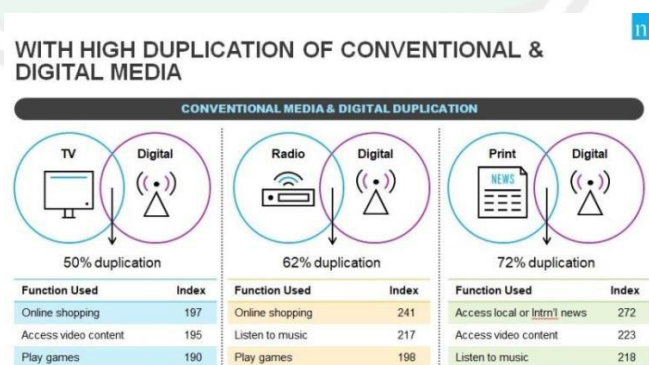 n
WITH HIGH DUPLICATION OF CONVENTIONAL &
DIGITAL MEDIA
CONVENTIONAL MEDIA & DIGITAL DUPLICATION
TV Digital
50% duplication
Function Used Index
Online shopping 197
Access video content 195
Play games 190
Radio Digital
62% duplication
Function Used Index
Online shopping 241
Listen to music 217
Play games 198
Print Digital
NEWS
72% duplication
Function Used Index
Access local or Intrn'l news 272
Access video content 223
Listen to music 218